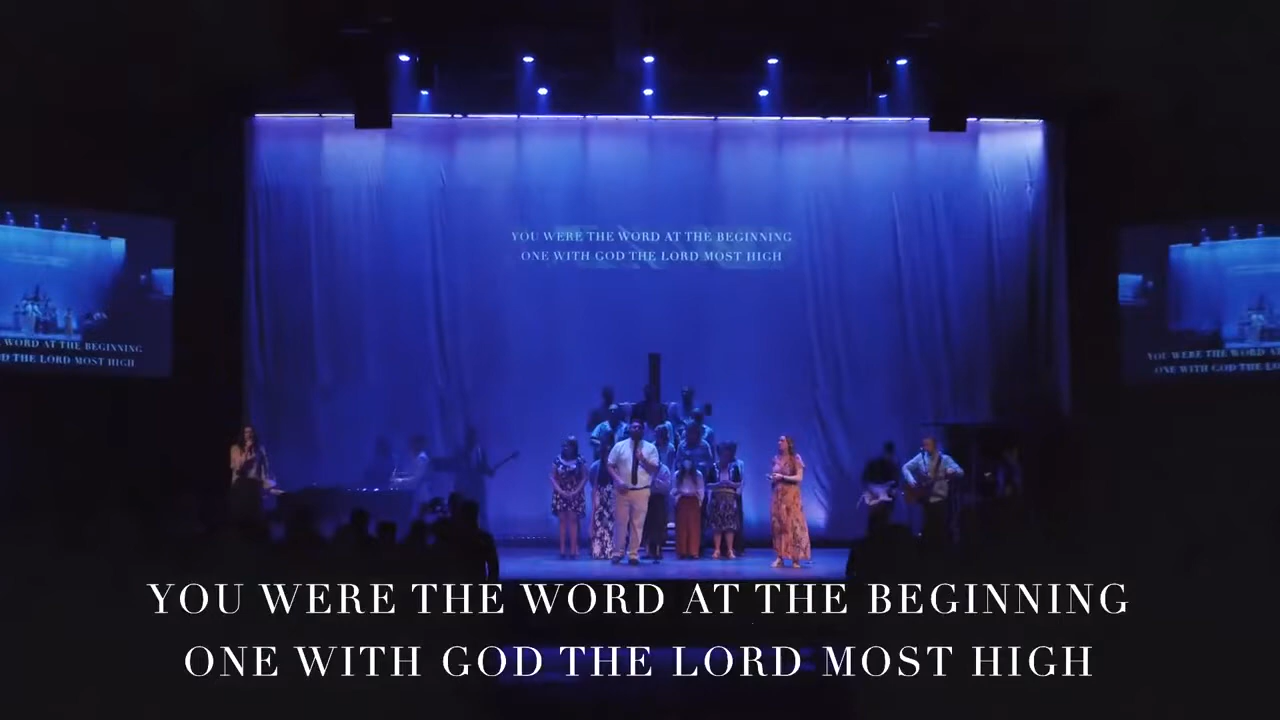 YOU WERE THE WORD AT THE BEGINNING
ONE WITH GOD THE LORD MOST HIGH
WORD AT THE BEGINNING
D THE LORD MOST HIGH
YOU WERE THE WORD A
ONE WITH GOD THE LO
YOU WERE THE WORD AT THE BEGINNING
ONE WITH GOD THE LORD MOST HIGH